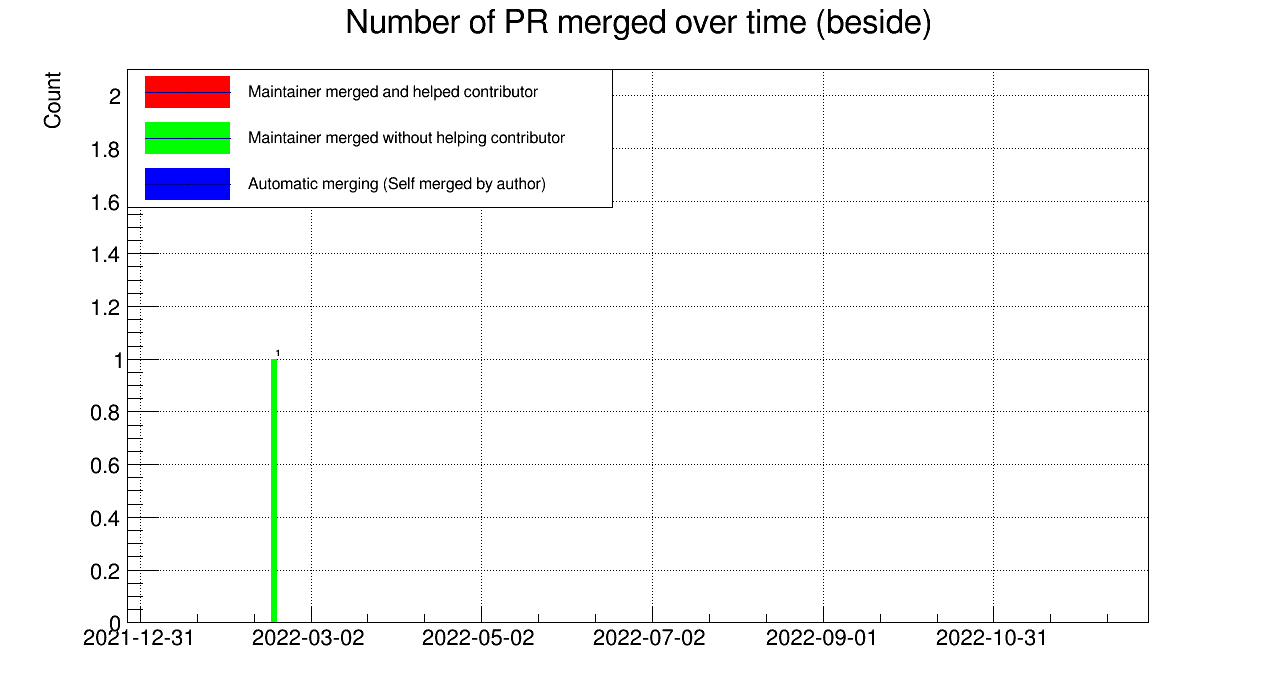 Number of PR merged over time (beside)
Count
Maintainer merged and helped contributor
Maintainer merged without helping contributor
Automatic merging (Self merged by author)
2
1.8
1.6
1.4
1.2
1
1
0.8
0.6
0.4
0.2
0
2021-12-31 2022-03-02 2022-05-02 2022-07-02 2022-09-01 2022-10-31